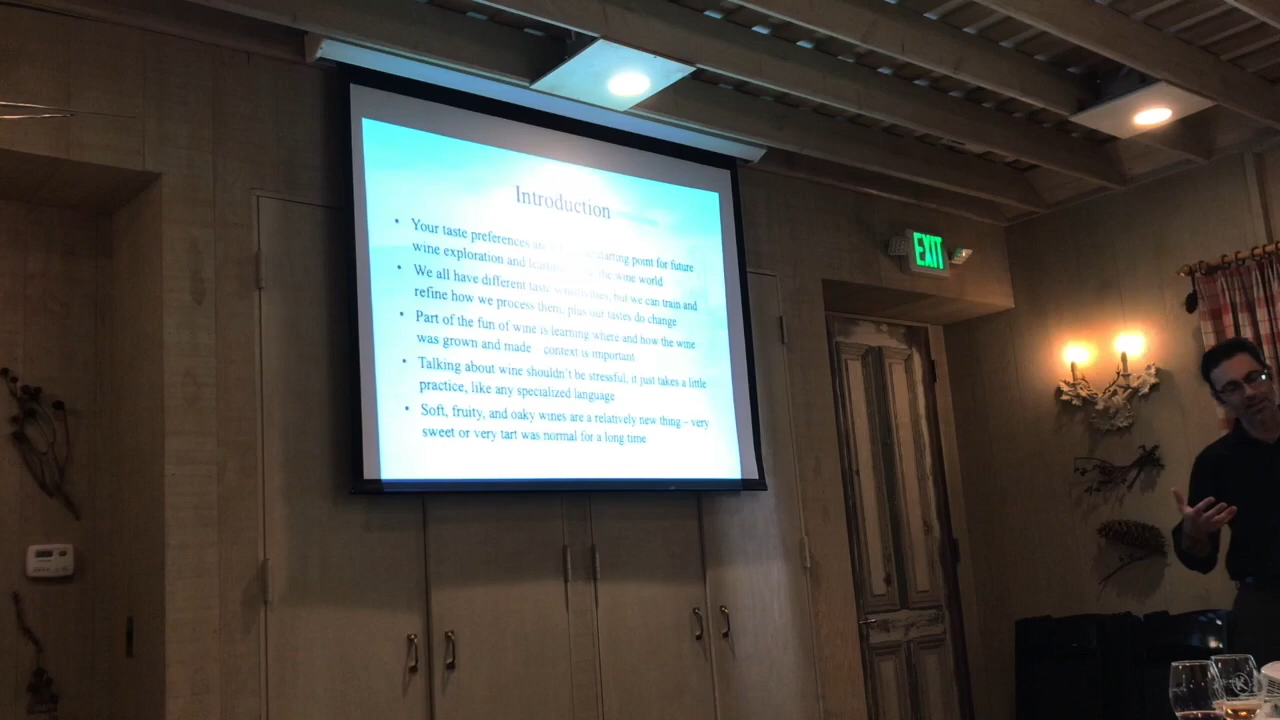 Introduction
• Your taste preferences are starting point for future
wine exploration and the wine world
• We all have different taste sensitivities, but we can train and
refine how we process them, plus our tastes do change
• Part of the fun of wine is learning where and how the wine
was grown and made context is important
• Talking about wine shouldn't be stressful, it just takes a little
practice, like any specialized language
• Soft, fruity, and oaky wines are a relatively new thing – very
sweet or very tart was normal for a long time
EXIT
K